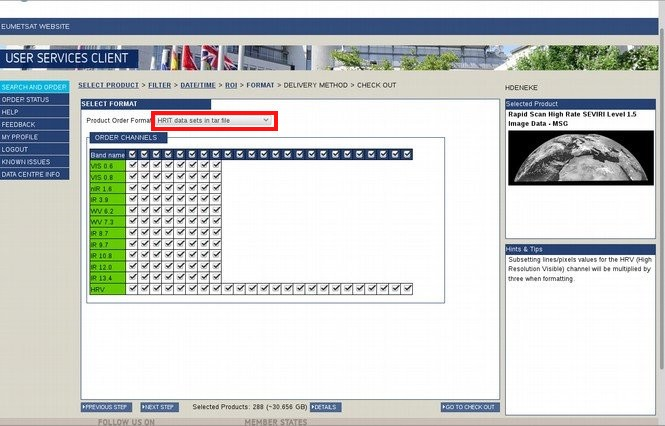 EUMETSAT WEBSITE
USER SERVICES CLIENT
SEARCH AND ORDER
ORDER STATUS
HELP
FEEDBACK
MY PROFILE
LOGOUT
KNOWN ISSUES
DATA CENTRE INFO
SELECT PRODUCT > FILTER > DATE/TIME > ROI > FORMAT > DELIVERY METHOD > CHECK OUT
SELECT FORMAT
Product Order Format HRIT data sets in tar file
ORDER CHANNELS
Band name
VIS 0.6
VIS 0.8
nIR 1.6
IR 3.9
WV 6.2
WV 7.3
IR 8.7
IR 9.7
IR 10.8
IR 12.0
IR 13.4
HRV
PREVIOUS STEP NEXT STEP Selected Products: 288 (~30.656 GB) DETAILS GO TO CHECK OUT
HDENEKE
Selected Product
Rapid Scan High Rate SEVIRI Level 1.5
Image Data - MSG
Hints & Tips
Subsetting lines/pixels values for the HRV (High
Resolution Visible) channel will be multiplied by
three when formatting.
FOLLOW US ON MEMBER STATES